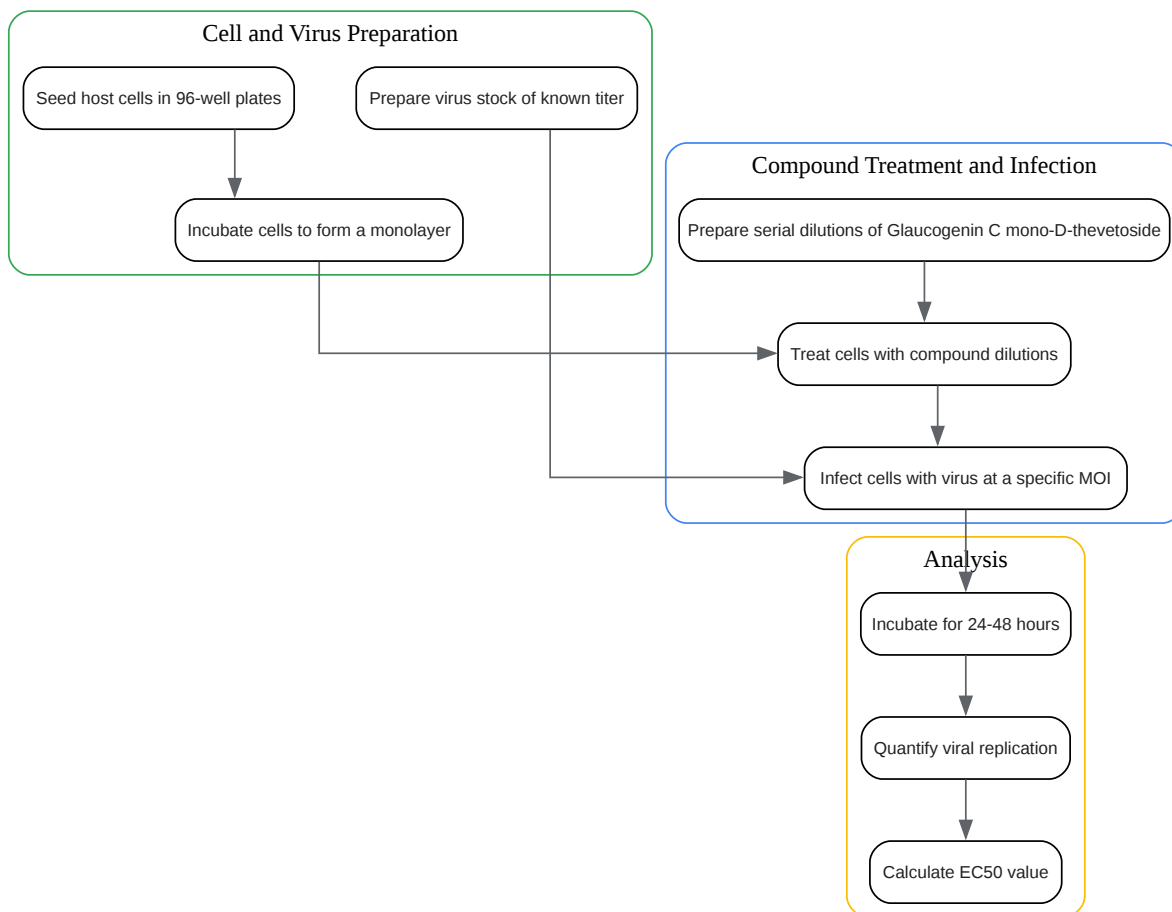 Cell and Virus Preparation
Seed host cells in 96-well plates
Prepare virus stock of known titer
Incubate cells to form a monolayer
Compound Treatment and Infection
Prepare serial dilutions of Glaucogenin C mono-D-thevetoside
Treat cells with compound dilutions
Infect cells with virus at a specific MOI
Analysis
Incubate for 24-48 hours
Quantify viral replication
Calculate EC50 value